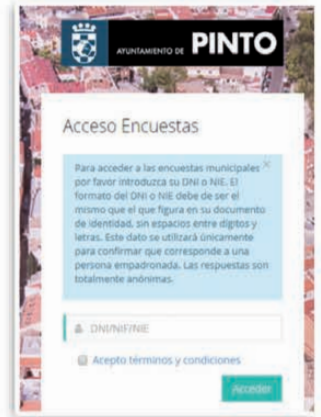 AYUNTAMIENTO DE PINTO
Acceso Encuestas
Para acceder a las encuestas municipales
por favor introduzca su DNI o NIE. El
formato del DNI o NIE debe de ser el
mismo que el que figura en su documento
de identidad, sin espacios entre dígitos y
letras. Este dato se utilizará únicamente
para confirmar que corresponde a una
persona empadronada. Las respuestas son
totalmente anónimas.
DNI/NIF/NIE
Acepto términos y condiciones
Acceder